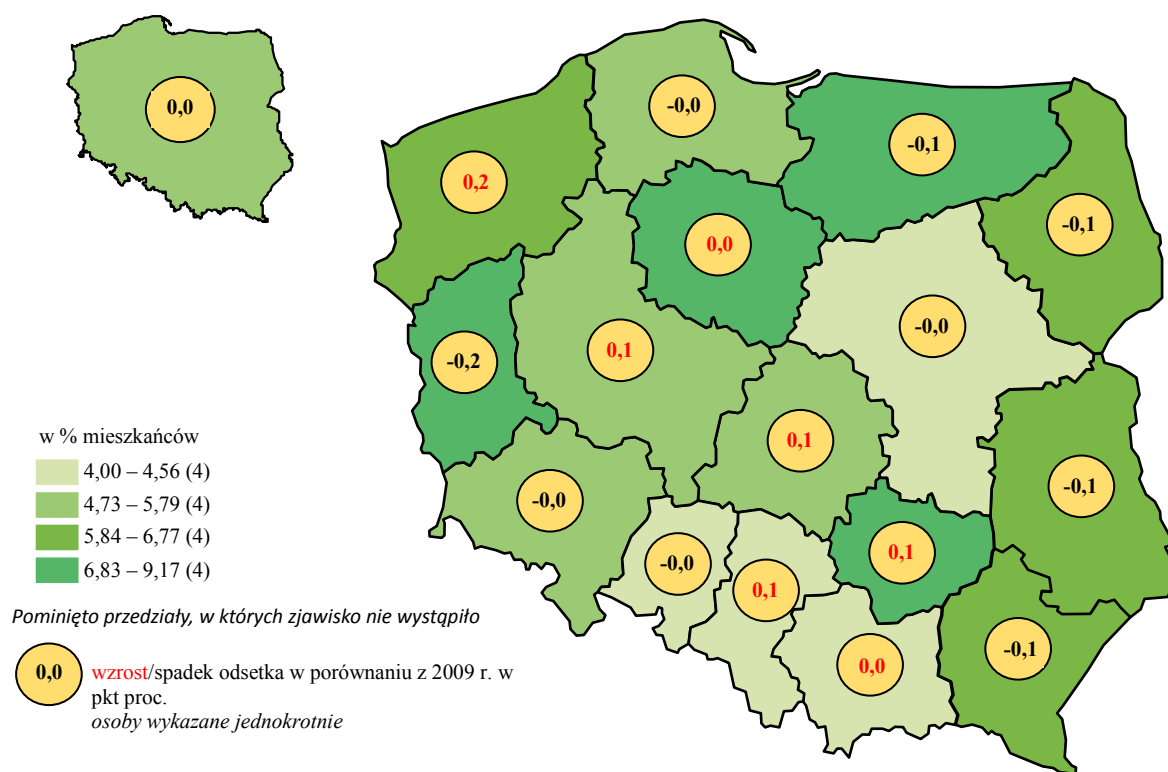 0,0
-0,0
-0,1
0,2
-0,1
0,0
-0,0
0,1
-0,2
w % mieszkańców
0,1
4,00 – 4,56 (4)
-0,1
4,73 – 5,79 (4)
-0,0
5,84 – 6,77 (4)
0,1
-0,0
6,83 – 9,17 (4)
0,1
Pominięto przedziały, w których zjawisko nie wystąpiło
-0,1
0,0
0,0
wzrost/spadek odsetka w porównaniu z 2009 r. w
pkt proc.
osoby wykazane jednokrotnie